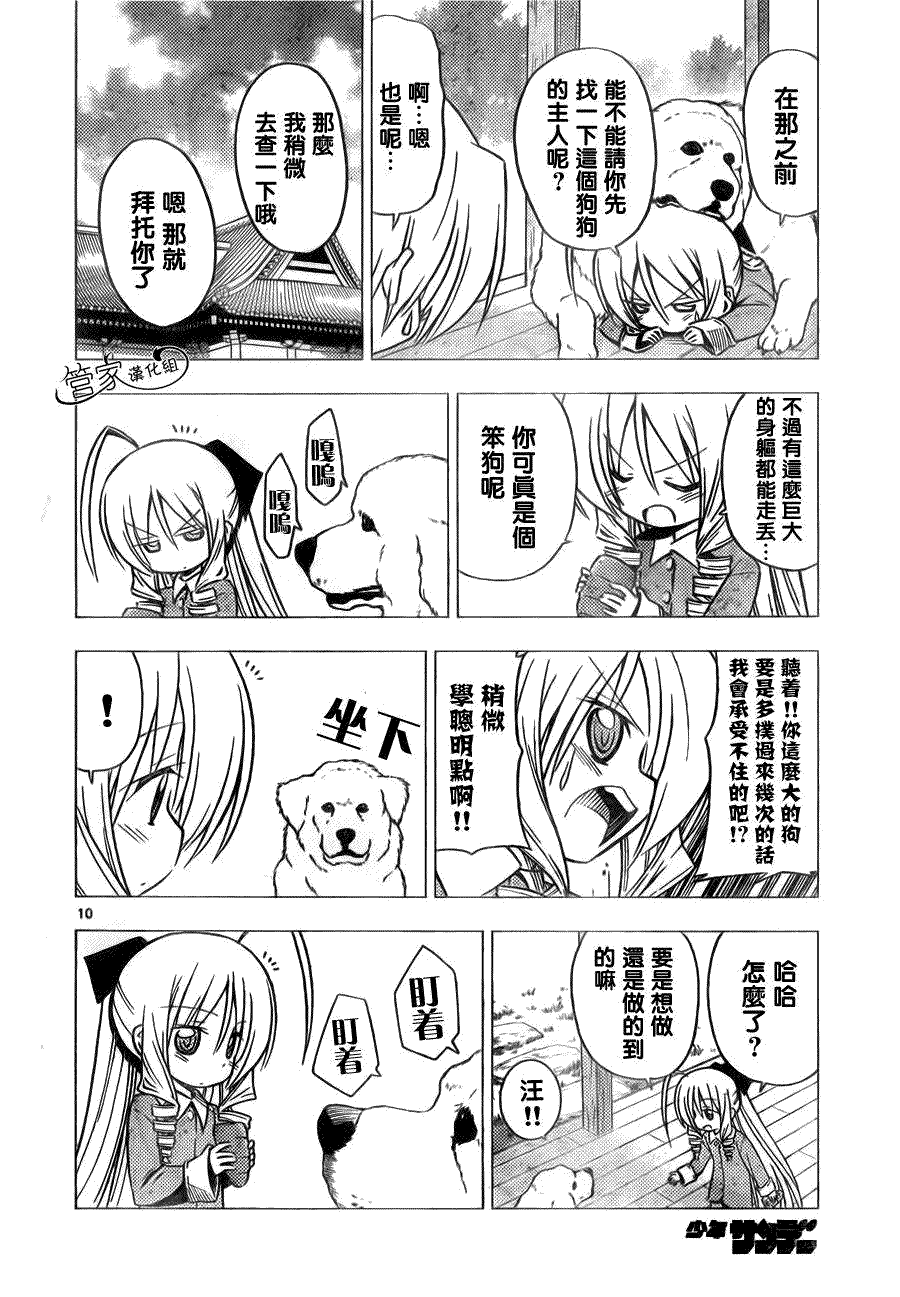 在那之前
能不能請你先
找一下這個狗狗
的主人呢？
啊…嗯
也是呢…
那麼
我稍微
去查一下哦
嗯 那就
拜托你了
管家漢化組
不過有這麼巨大
的身軀都能走丟…
你可真是個
笨狗呢
嘎嗚
嘎嗚
聽着!!你這麼大的狗
要是多撲過來幾次的話
我會承受不住的吧!?
稍微
學聰明點啊!!
坐下
！
10
哈哈
怎麼了？
要是想做
還是做的到
的嘛
汪!!
盯着
盯着
少年サンデー